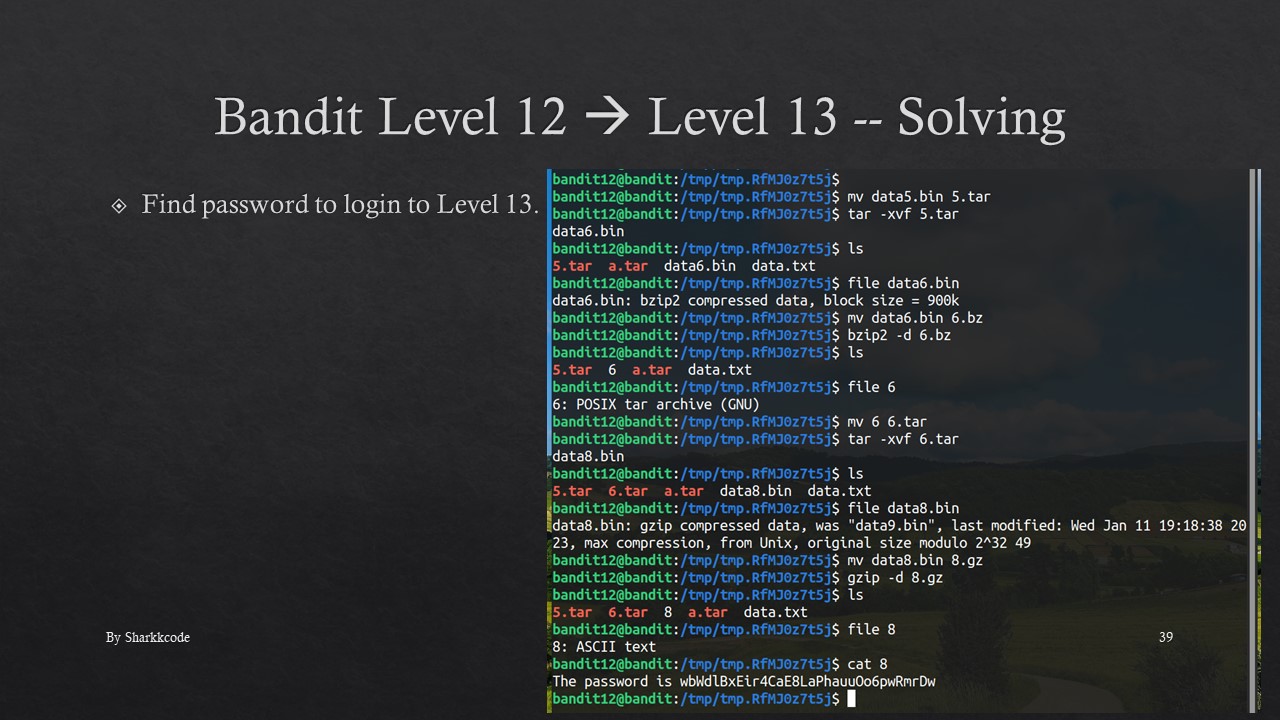 Bandit Level 12 → Level 13 -- Solving
Find password to login to Level 13.
bandit12@bandit:/tmp/tmp.RfMJ0z7t5j$
bandit12@bandit:/tmp/tmp.RfMJ0z7t5j$ mv data5.bin 5.tar
bandit12@bandit:/tmp/tmp.RfMJ0z7t5j$ tar -xvf 5.tar
data6.bin
bandit12@bandit:/tmp/tmp.RfMJ0z7t5j$ ls
5.tar  a.tar  data6.bin  data.txt
bandit12@bandit:/tmp/tmp.RfMJ0z7t5j$ file data6.bin
data6.bin: bzip2 compressed data, block size = 900k
bandit12@bandit:/tmp/tmp.RfMJ0z7t5j$ mv data6.bin 6.bz
bandit12@bandit:/tmp/tmp.RfMJ0z7t5j$ bzip2 -d 6.bz
bandit12@bandit:/tmp/tmp.RfMJ0z7t5j$ ls
5.tar  6  a.tar  data.txt
bandit12@bandit:/tmp/tmp.RfMJ0z7t5j$ file 6
6: POSIX tar archive (GNU)
bandit12@bandit:/tmp/tmp.RfMJ0z7t5j$ mv 6 6.tar
bandit12@bandit:/tmp/tmp.RfMJ0z7t5j$ tar -xvf 6.tar
data8.bin
bandit12@bandit:/tmp/tmp.RfMJ0z7t5j$ ls
5.tar  6.tar  a.tar  data8.bin  data.txt
bandit12@bandit:/tmp/tmp.RfMJ0z7t5j$ file data8.bin
data8.bin: gzip compressed data, was "data9.bin", last modified: Wed Jan 11 19:18:38 20
23, max compression, from Unix, original size modulo 2^32 49
bandit12@bandit:/tmp/tmp.RfMJ0z7t5j$ mv data8.bin 8.gz
bandit12@bandit:/tmp/tmp.RfMJ0z7t5j$ gzip -d 8.gz
bandit12@bandit:/tmp/tmp.RfMJ0z7t5j$ ls
5.tar  6.tar  8  a.tar  data.txt
bandit12@bandit:/tmp/tmp.RfMJ0z7t5j$ file 8
8: ASCII text
bandit12@bandit:/tmp/tmp.RfMJ0z7t5j$ cat 8
The password is wbWdlBxEir4CaE8LaPhauuOo6pwRmrDw
bandit12@bandit:/tmp/tmp.RfMJ0z7t5j$
By Sharkkcode
39